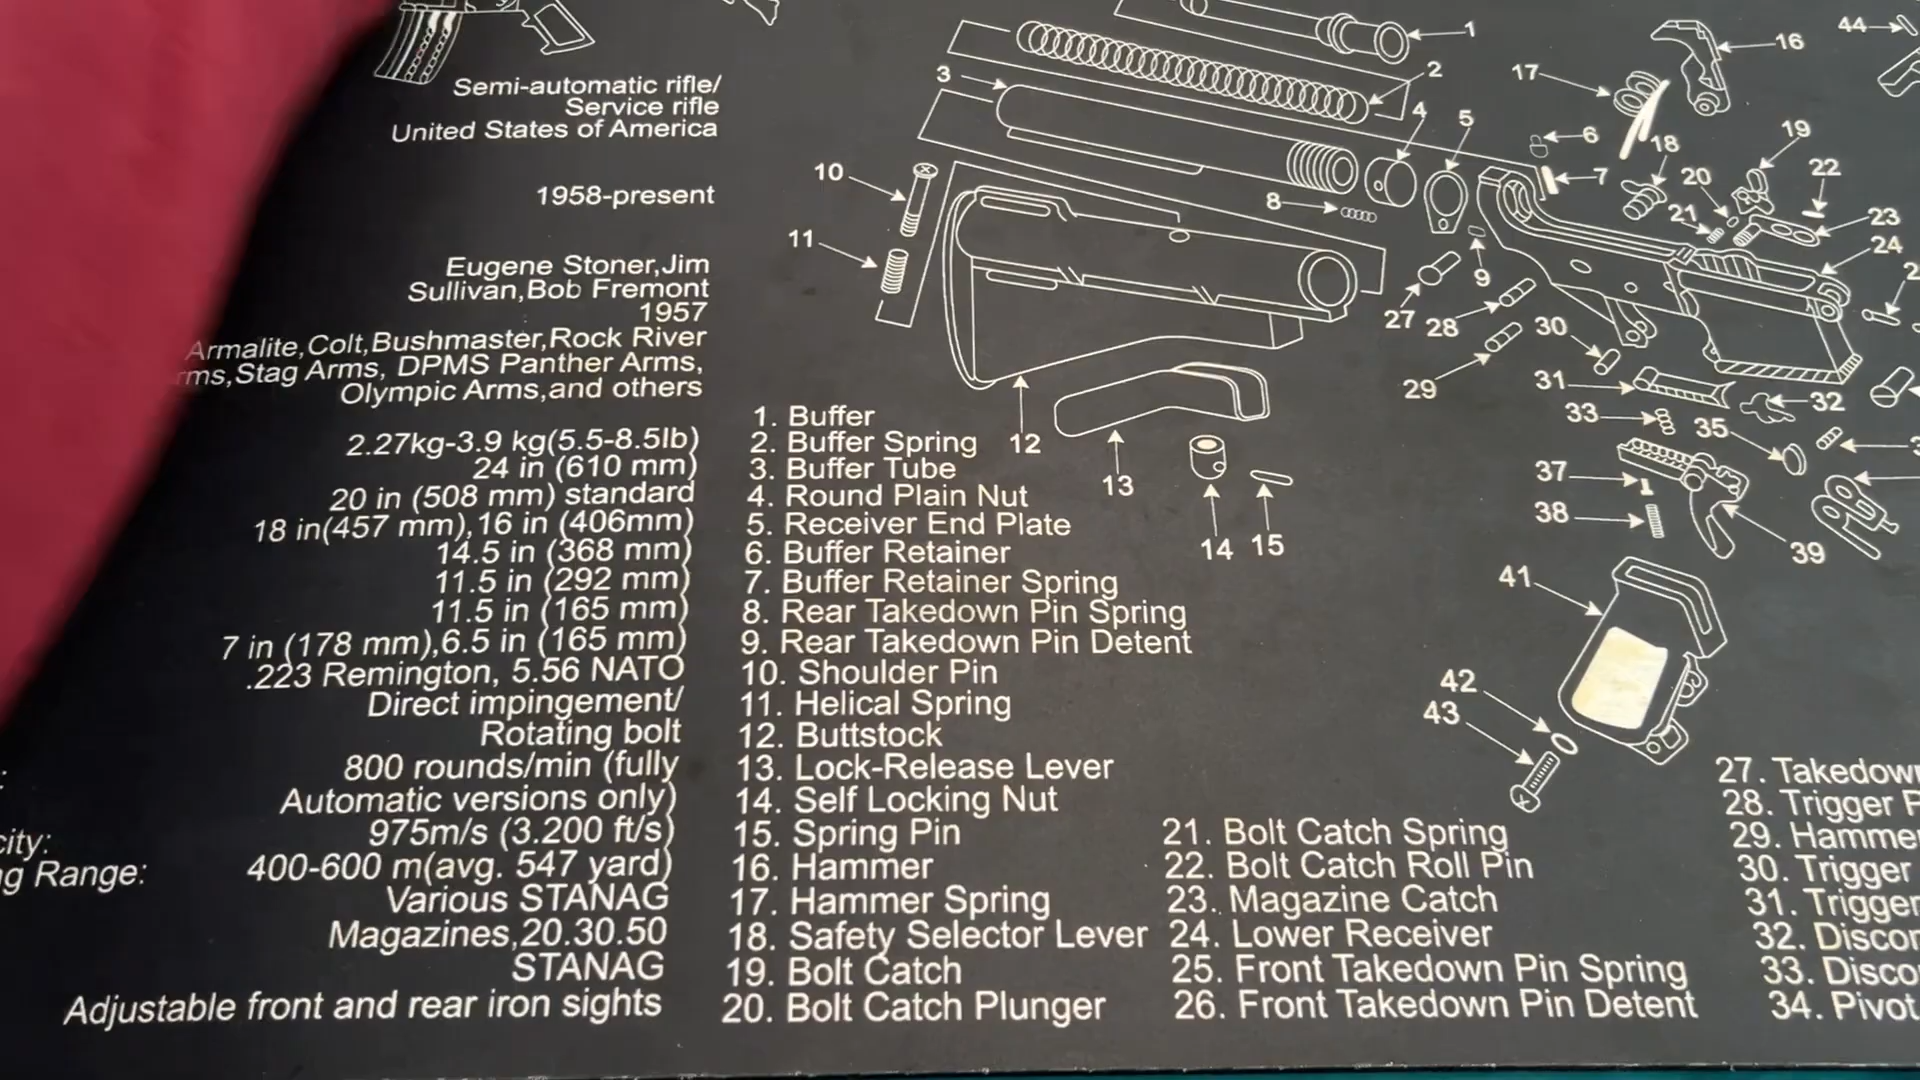 Semi-automatic rifle/
Service rifle
United States of America
1958-present
Eugene Stoner,Jim
Sullivan,Bob Fremont
1957
Armalite,Colt,Bushmaster,Rock River
Stag Arms, DPMS Panther Arms,
Olympic Arms,and others
2.27kg-3.9 kg(5.5-8.5lb)
24 in (610 mm)
20 in (508 mm) standard
18 in(457 mm),16 in (406mm)
14.5 in (368 mm)
11.5 in (292 mm)
11.5 in (165 mm)
7 in (178 mm),6.5 in (165 mm)
.223 Remington, 5.56 NATO
Direct impingement/
Rotating bolt
800 rounds/min (fully
Automatic versions only)
975m/s (3.200 ft/s)
Range: 400-600 m(avg. 547 yard)
Various STANAG
Magazines,20.30.50
STANAG
Adjustable front and rear iron sights
1
2
3
4
5
6
7
8
9
10
11
12
13
14
15
16
17
18
19
20
21
22
23
24
27
28
29
30
31
32
33
35
37
38
39
41
42
43
44
1. Buffer
2. Buffer Spring
3. Buffer Tube
4. Round Plain Nut
5. Receiver End Plate
6. Buffer Retainer
7. Buffer Retainer Spring
8. Rear Takedown Pin Spring
9. Rear Takedown Pin Detent
10. Shoulder Pin
11. Helical Spring
12. Buttstock
13. Lock-Release Lever
14. Self Locking Nut
15. Spring Pin
16. Hammer
17. Hammer Spring
18. Safety Selector Lever
19. Bolt Catch
20. Bolt Catch Plunger
21. Bolt Catch Spring
22. Bolt Catch Roll Pin
23. Magazine Catch
24. Lower Receiver
25. Front Takedown Pin Spring
26. Front Takedown Pin Detent
27. Takedown
28. Trigger
29. Hammer
30. Trigger
31. Trigger
32.
33.
34. Pivot